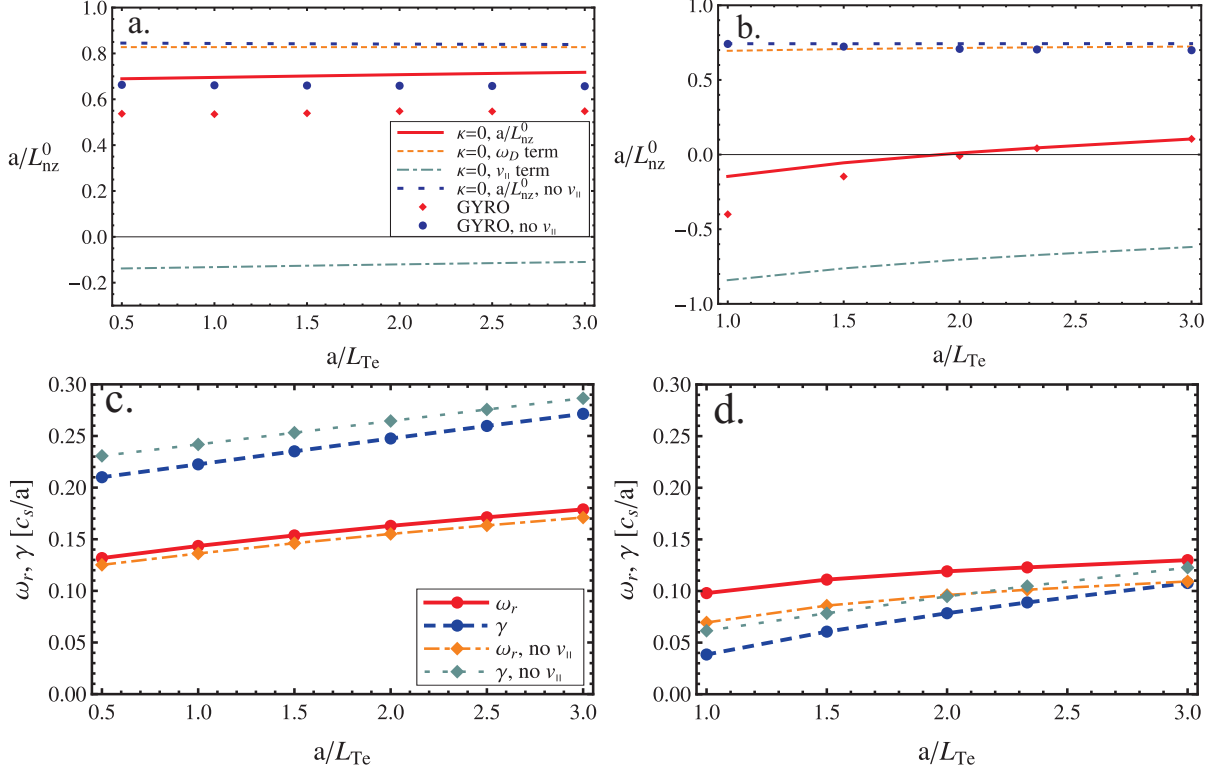 a.
0.8
0.6
0.4
0.2
0.0
−0.2
a/L⁰nz
κ=0, a/L⁰nz
κ=0, ωD term
κ=0, v∥ term
κ=0, a/L⁰nz, no v∥
GYRO
GYRO, no v∥
0.5 1.0 1.5 2.0 2.5 3.0
a/LTe
b.
1.0
0.5
0.0
−0.5
−1.0
a/L⁰nz
1.0 1.5 2.0 2.5 3.0
a/LTe
c.
0.30
0.25
0.20
0.15
0.10
0.05
0.00
ωr, γ [cs/a]
ωr
γ
ωr, no v∥
γ, no v∥
0.5 1.0 1.5 2.0 2.5 3.0
a/LTe
d.
0.30
0.25
0.20
0.15
0.10
0.05
0.00
ωr, γ [cs/a]
1.0 1.5 2.0 2.5 3.0
a/LTe